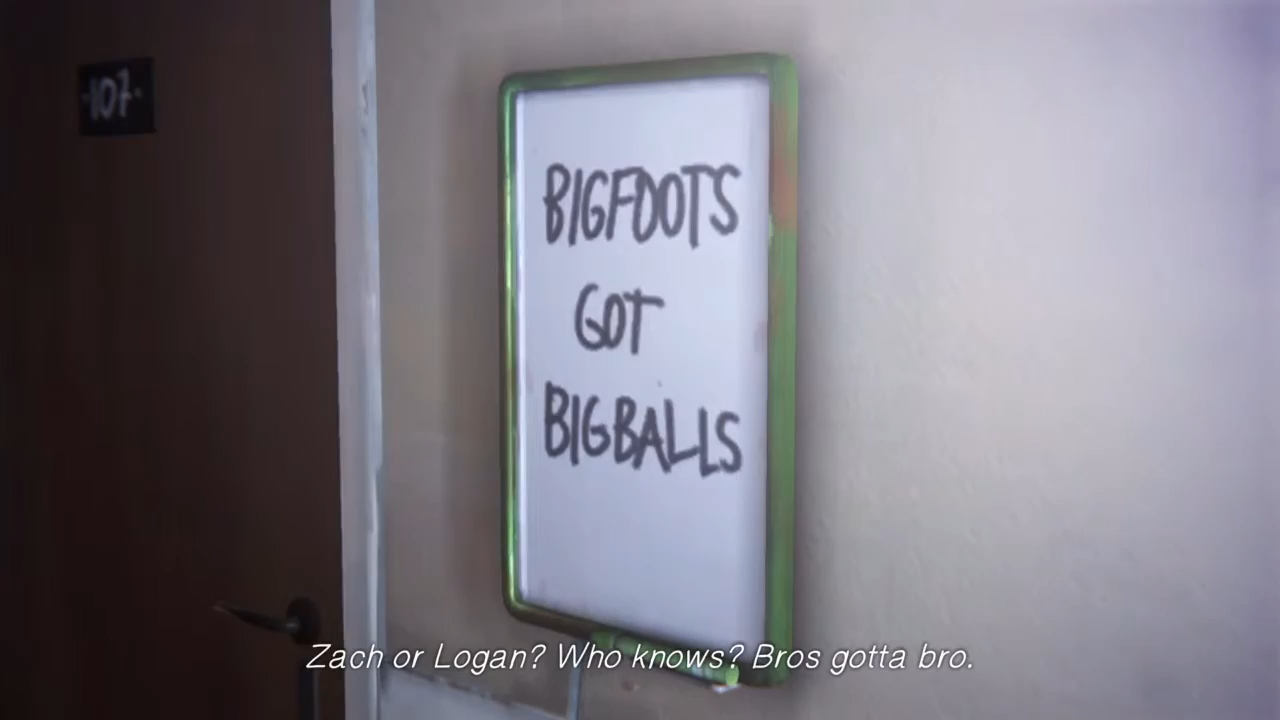 107
BIGFOOTS
GOT
BIGBALLS
Zach or Logan? Who knows? Bros gotta bro.